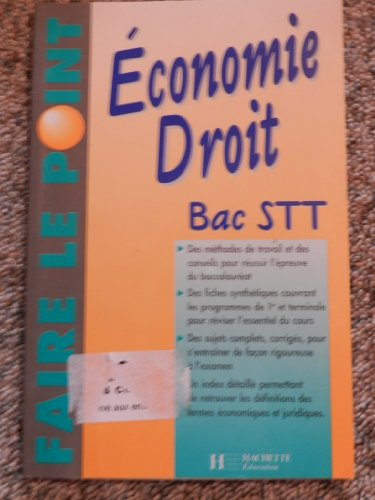 FAIRE LE POINT
Économie
Droit
Bac STT
Des méthodes de travail et des
conseils pour réussir l'épreuve
du baccalauréat
Des fiches synthétiques couvrant
les programmes de 1re et terminale
pour réviser l'essentiel du cours
Des sujets complets, corrigés, pour
s'entraîner de façon rigoureuse
à l'examen
Un index détaillé permettant
de retrouver les définitions des
termes économiques et juridiques.
H HACHETTE
Éducation